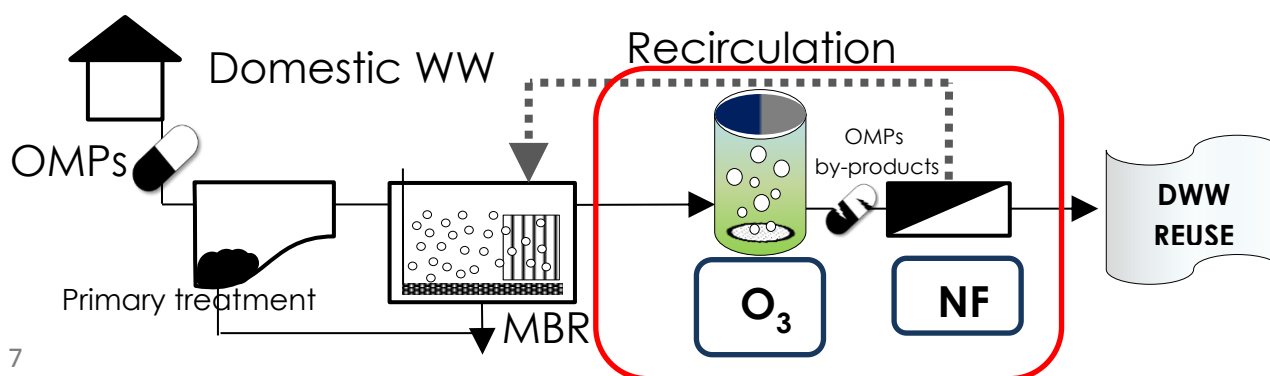 Recirculation
Domestic WW
OMPs
OMPs
by-products
DWW
REUSE
Primary treatment
MBR
O₃
NF
7